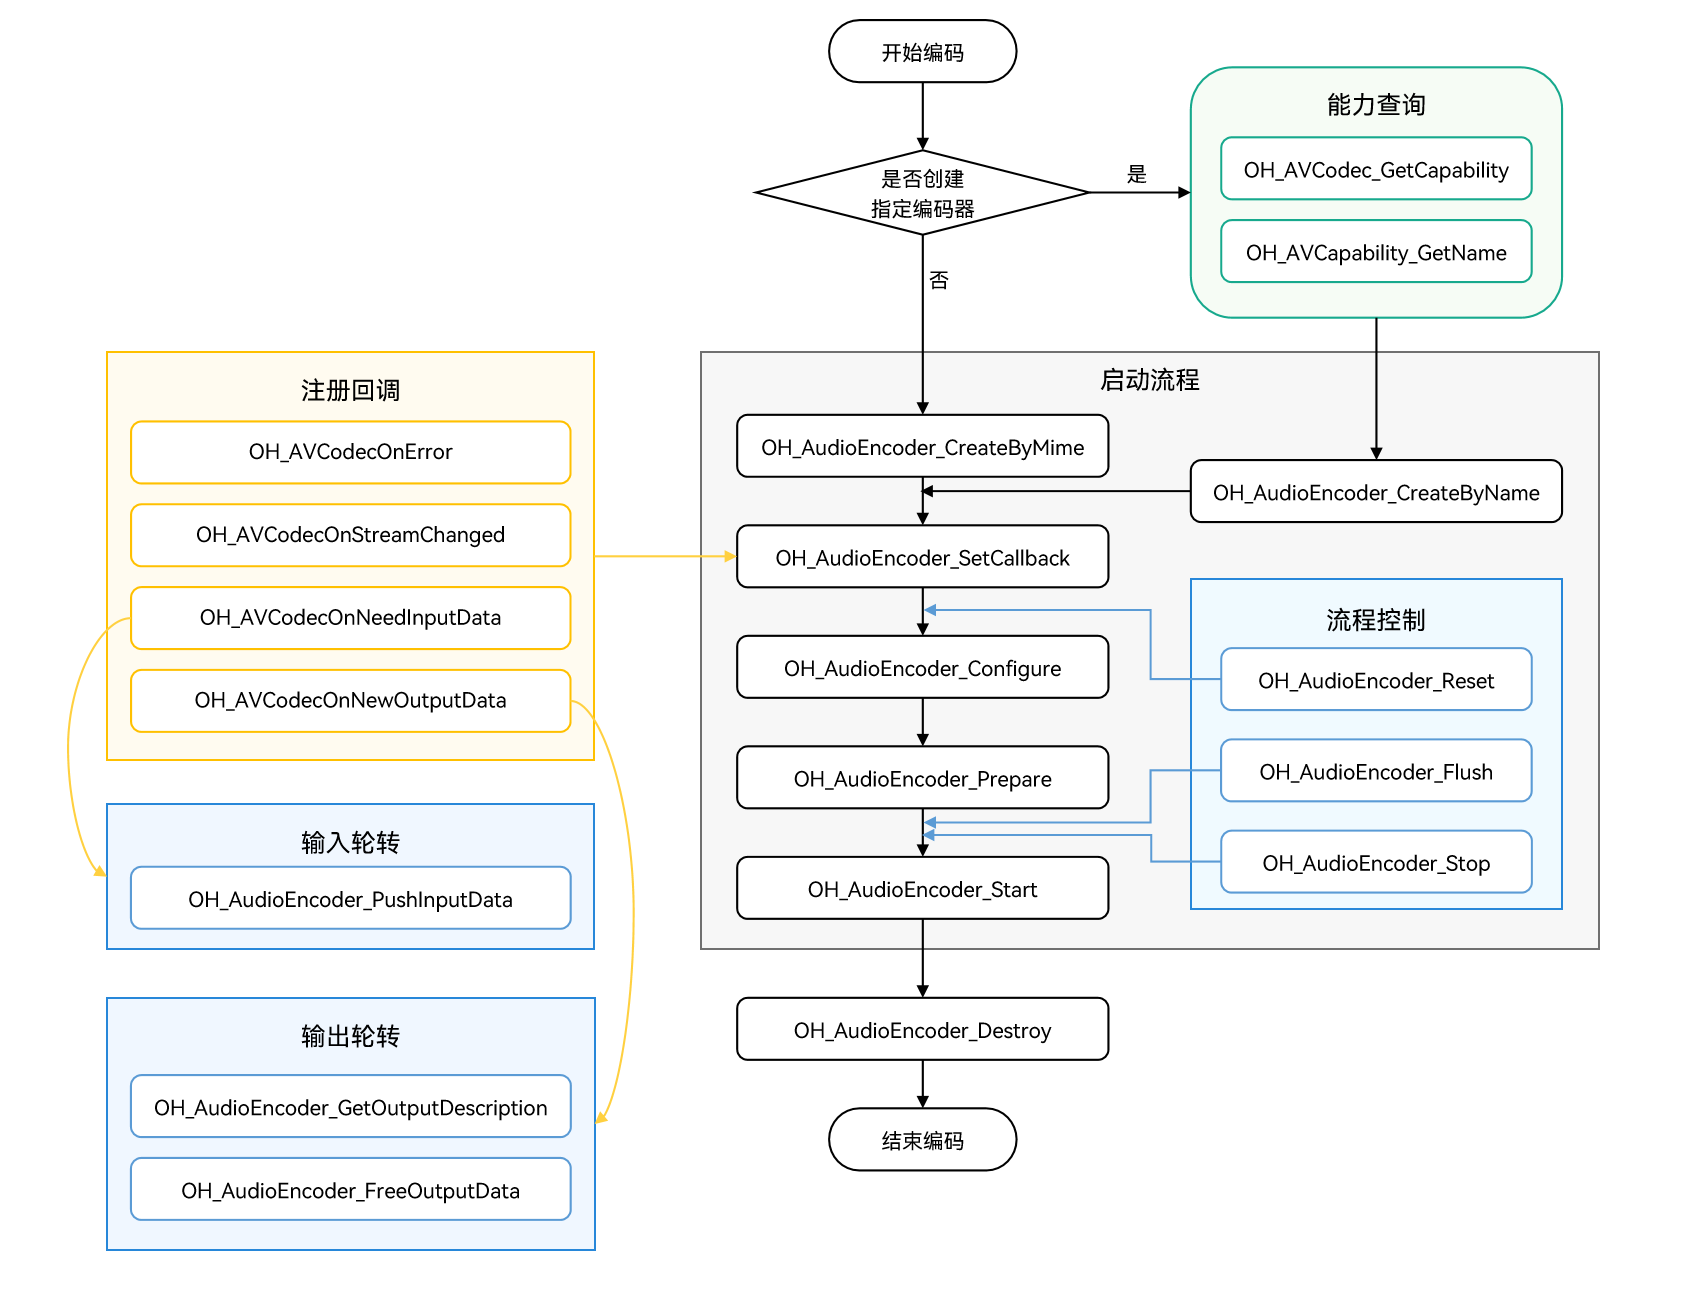 开始编码
是否创建
指定编码器
是
否
能力查询
OH_AVCodec_GetCapability
OH_AVCapability_GetName
启动流程
OH_AudioEncoder_CreateByMime
OH_AudioEncoder_CreateByName
OH_AudioEncoder_SetCallback
OH_AudioEncoder_Configure
OH_AudioEncoder_Prepare
OH_AudioEncoder_Start
流程控制
OH_AudioEncoder_Reset
OH_AudioEncoder_Flush
OH_AudioEncoder_Stop
OH_AudioEncoder_Destroy
结束编码
注册回调
OH_AVCodecOnError
OH_AVCodecOnStreamChanged
OH_AVCodecOnNeedInputData
OH_AVCodecOnNewOutputData
输入轮转
OH_AudioEncoder_PushInputData
输出轮转
OH_AudioEncoder_GetOutputDescription
OH_AudioEncoder_FreeOutputData